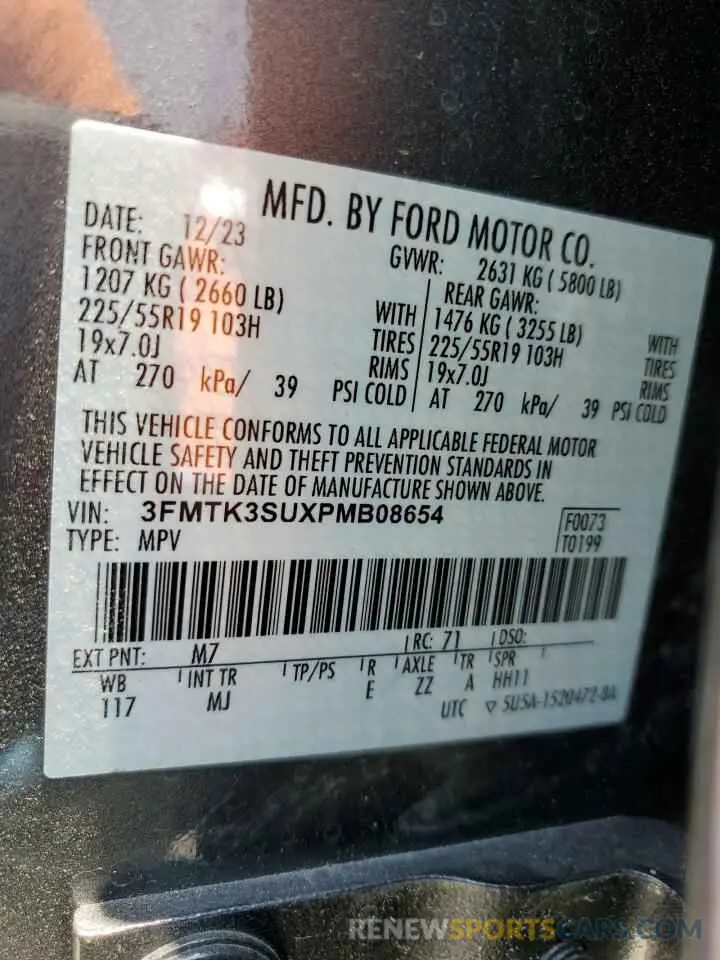 MFD. BY FORD MOTOR CO.
DATE: 12/23 GVWR: 2631 KG ( 5800 LB)
FRONT GAWR: REAR GAWR:
1207 KG ( 2660 LB) WITH 1476 KG ( 3255 LB) WITH
225/55R19 103H TIRES 225/55R19 103H TIRES
19x7.0J RIMS 19x7.0J RIMS
AT 270 kPa/ 39 PSI COLD AT 270 kPa/ 39 PSI COLD
THIS VEHICLE CONFORMS TO ALL APPLICABLE FEDERAL MOTOR
VEHICLE SAFETY AND THEFT PREVENTION STANDARDS IN
EFFECT ON THE DATE OF MANUFACTURE SHOWN ABOVE.
VIN: 3FMTK3SUXPMB08654 F0073
TYPE: MPV T0199
EXT PNT: M7 RC: 71 DSO:
WB INT TR TP/PS R AXLE TR SPR
117 MJ E ZZ A HH11
UTC 5U5A-1520472-BA
RENEWSPORTSCARS.COM